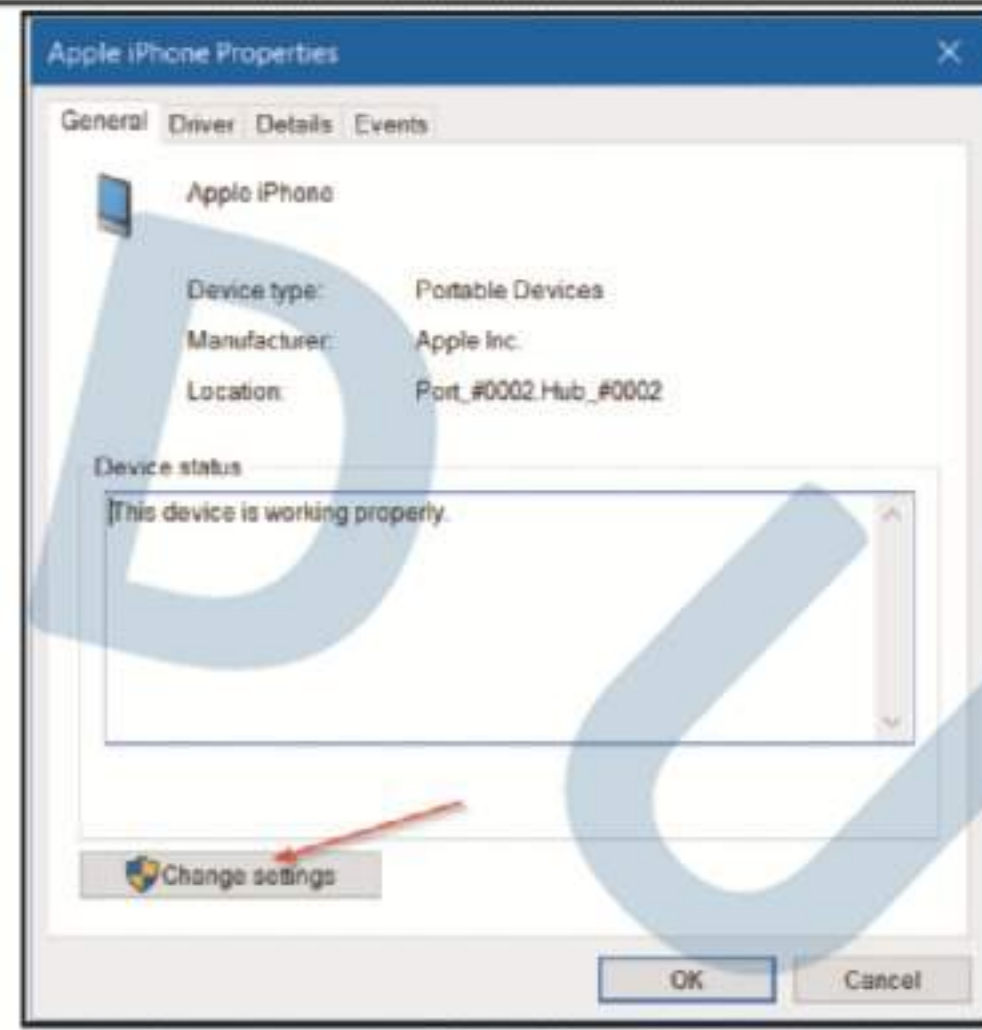 Apple iPhone Properties
General Driver Details Events
Apple iPhone
Device type: Portable Devices
Manufacturer: Apple Inc.
Location: Port_#0002.Hub_#0002
Device status
This device is working properly.
Change settings
OK Cancel
D U